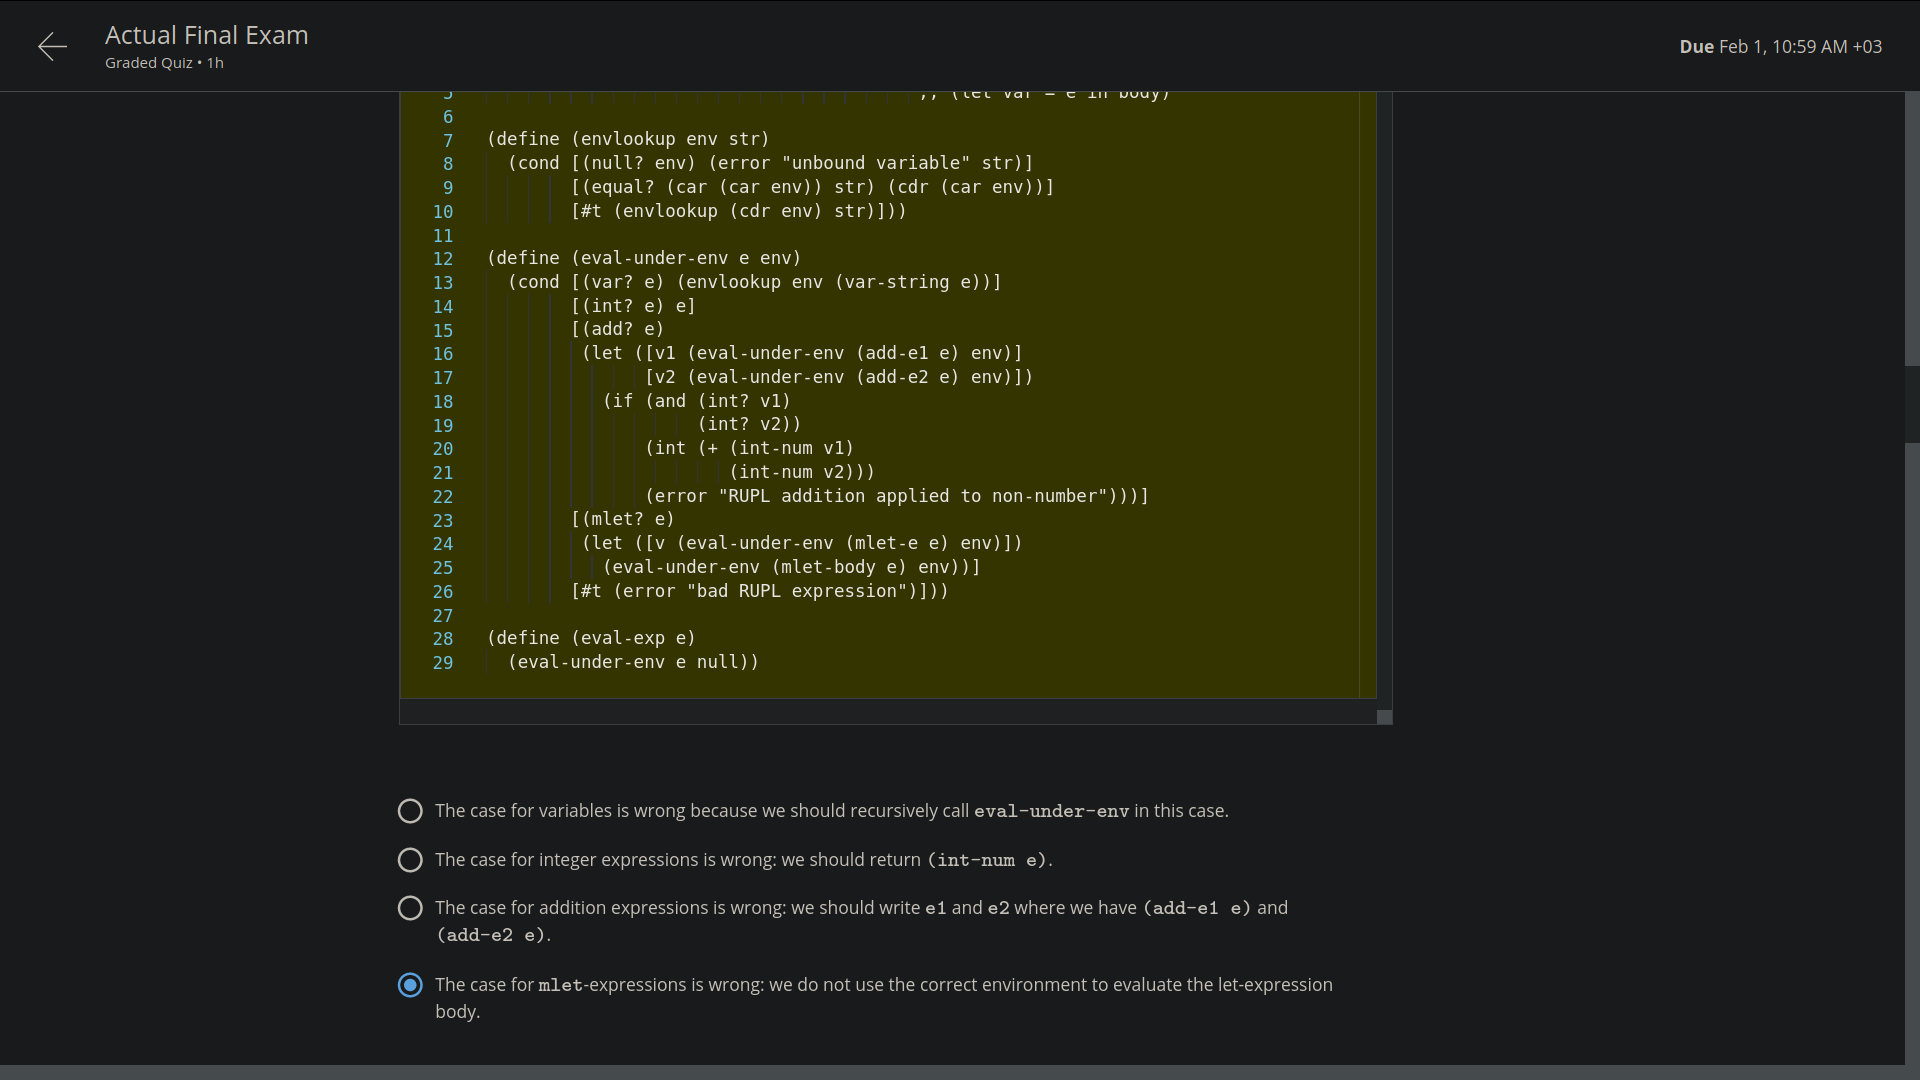 Actual Final Exam
Graded Quiz • 1h
Due Feb 1, 10:59 AM +03
5 ;; (let var = e in body)
6
7 (define (envlookup env str)
8 (cond [(null? env) (error "unbound variable" str)]
9 [(equal? (car (car env)) str) (cdr (car env))]
10 [#t (envlookup (cdr env) str)]))
11
12 (define (eval-under-env e env)
13 (cond [(var? e) (envlookup env (var-string e))]
14 [(int? e) e]
15 [(add? e)
16 (let ([v1 (eval-under-env (add-e1 e) env)]
17 [v2 (eval-under-env (add-e2 e) env)])
18 (if (and (int? v1)
19 (int? v2))
20 (int (+ (int-num v1)
21 (int-num v2)))
22 (error "RUPL addition applied to non-number")))]
23 [(mlet? e)
24 (let ([v (eval-under-env (mlet-e e) env)])
25 (eval-under-env (mlet-body e) env))]
26 [#t (error "bad RUPL expression")]))
27
28 (define (eval-exp e)
29 (eval-under-env e null))
The case for variables is wrong because we should recursively call eval-under-env in this case.
The case for integer expressions is wrong: we should return (int-num e).
The case for addition expressions is wrong: we should write e1 and e2 where we have (add-e1 e) and
(add-e2 e).
The case for mlet-expressions is wrong: we do not use the correct environment to evaluate the let-expression
body.